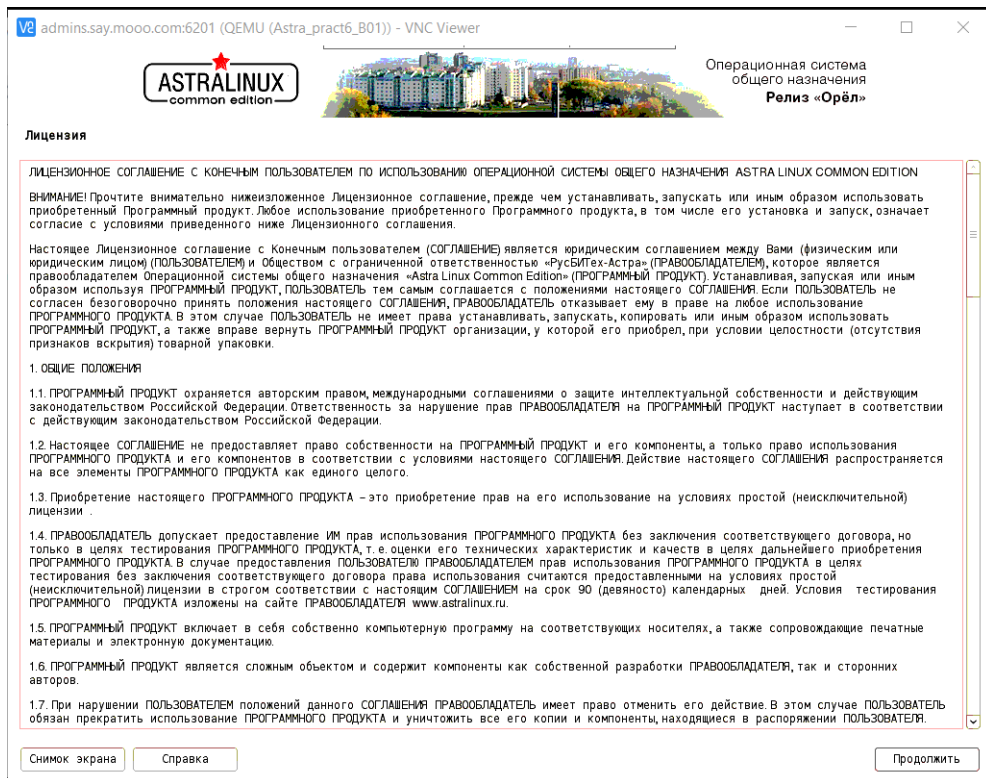 admins.say.mooo.com:6201 (QEMU (Astra_pract6_B01)) - VNC Viewer
ASTRALINUX
common edition
Операционная система
общего назначения
Релиз «Орёл»
Лицензия
ЛИЦЕНЗИОННОЕ СОГЛАШЕНИЕ С КОНЕЧНЫМ ПОЛЬЗОВАТЕЛЕМ ПО ИСПОЛЬЗОВАНИЮ ОПЕРАЦИОННОЙ СИСТЕМЫ ОБЩЕГО НАЗНАЧЕНИЯ ASTRA LINUX COMMON EDITION
ВНИМАНИЕ! Прочтите внимательно нижеизложенное Лицензионное соглашение, прежде чем устанавливать, запускать или иным образом использовать
приобретенный Программный продукт. Любое использование приобретенного Программного продукта, в том числе его установка и запуск, означает
согласие с условиями приведенного ниже Лицензионного соглашения.
Настоящее Лицензионное соглашение с Конечным пользователем (СОГЛАШЕНИЕ) является юридическим соглашением между Вами (физическим или
юридическим лицом) (ПОЛЬЗОВАТЕЛЕМ) и Обществом с ограниченной ответственностью «РусБИТех-Астра» (ПРАВООБЛАДАТЕЛЕМ), которое является
правообладателем Операционной системы общего назначения «Astra Linux Common Edition» (ПРОГРАММНЫЙ ПРОДУКТ). Устанавливая, запуская или иным
образом используя ПРОГРАММНЫЙ ПРОДУКТ, ПОЛЬЗОВАТЕЛЬ тем самым соглашается с положениями настоящего СОГЛАШЕНИЯ. Если ПОЛЬЗОВАТЕЛЬ не
согласен безоговорочно принять положения настоящего СОГЛАШЕНИЯ, ПРАВООБЛАДАТЕЛЬ отказывает ему в праве на любое использование
ПРОГРАММНОГО ПРОДУКТА. В этом случае ПОЛЬЗОВАТЕЛЬ не имеет права устанавливать, запускать, копировать или иным образом использовать
ПРОГРАММНЫЙ ПРОДУКТ, а также вправе вернуть ПРОГРАММНЫЙ ПРОДУКТ организации, у которой его приобрел, при условии целостности (отсутствия
признаков вскрытия) товарной упаковки.
1. ОБЩИЕ ПОЛОЖЕНИЯ
1.1. ПРОГРАММНЫЙ ПРОДУКТ охраняется авторским правом, международными соглашениями о защите интеллектуальной собственности и действующим
законодательством Российской Федерации. Ответственность за нарушение прав ПРАВООБЛАДАТЕЛЯ на ПРОГРАММНЫЙ ПРОДУКТ наступает в соответствии
с действующим законодательством Российской Федерации.
1.2. Настоящее СОГЛАШЕНИЕ не предоставляет право собственности на ПРОГРАММНЫЙ ПРОДУКТ и его компоненты, а только право использования
ПРОГРАММНОГО ПРОДУКТА и его компонентов в соответствии с условиями настоящего СОГЛАШЕНИЯ. Действие настоящего СОГЛАШЕНИЯ распространяется
на все элементы ПРОГРАММНОГО ПРОДУКТА как единого целого.
1.3. Приобретение настоящего ПРОГРАММНОГО ПРОДУКТА – это приобретение прав на его использование на условиях простой (неисключительной)
лицензии .
1.4. ПРАВООБЛАДАТЕЛЬ допускает предоставление ИМ прав использования ПРОГРАММНОГО ПРОДУКТА без заключения соответствующего договора, но
только в целях тестирования ПРОГРАММНОГО ПРОДУКТА, т. е. оценки его технических характеристик и качеств в целях дальнейшего приобретения
ПРОГРАММНОГО ПРОДУКТА. В случае предоставления ПОЛЬЗОВАТЕЛЮ ПРАВООБЛАДАТЕЛЕМ прав использования ПРОГРАММНОГО ПРОДУКТА в целях
тестирования без заключения соответствующего договора права использования считаются предоставленными на условиях простой
(неисключительной) лицензии в строгом соответствии с настоящим СОГЛАШЕНИЕМ на срок 90 (девяносто) календарных дней. Условия тестирования
ПРОГРАММНОГО ПРОДУКТА изложены на сайте ПРАВООБЛАДАТЕЛЯ www.astralinux.ru.
1.5. ПРОГРАММНЫЙ ПРОДУКТ включает в себя собственно компьютерную программу на соответствующих носителях, а также сопровождающие печатные
материалы и электронную документацию.
1.6. ПРОГРАММНЫЙ ПРОДУКТ является сложным объектом и содержит компоненты как собственной разработки ПРАВООБЛАДАТЕЛЯ, так и сторонних
авторов.
1.7. При нарушении ПОЛЬЗОВАТЕЛЕМ положений данного СОГЛАШЕНИЯ ПРАВООБЛАДАТЕЛЬ имеет право отменить его действие. В этом случае ПОЛЬЗОВАТЕЛЬ
обязан прекратить использование ПРОГРАММНОГО ПРОДУКТА и уничтожить все его копии и компоненты, находящиеся в распоряжении ПОЛЬЗОВАТЕЛЯ.
Снимок экрана
Справка
Продолжить